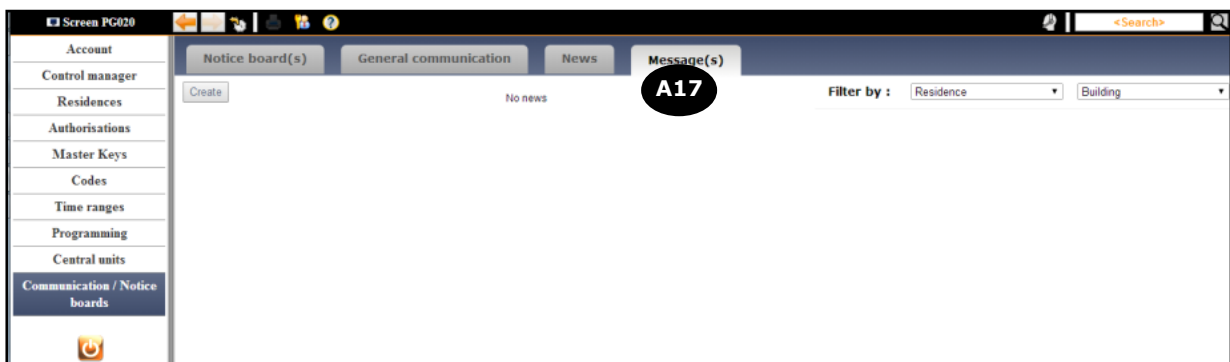 Screen PG020
<Search>
Account
Control manager
Residences
Authorisations
Master Keys
Codes
Time ranges
Programming
Central units
Communication / Notice
boards
Notice board(s)
General communication
News
Message(s)
A17
Create
No news
Filter by :
Residence
Building